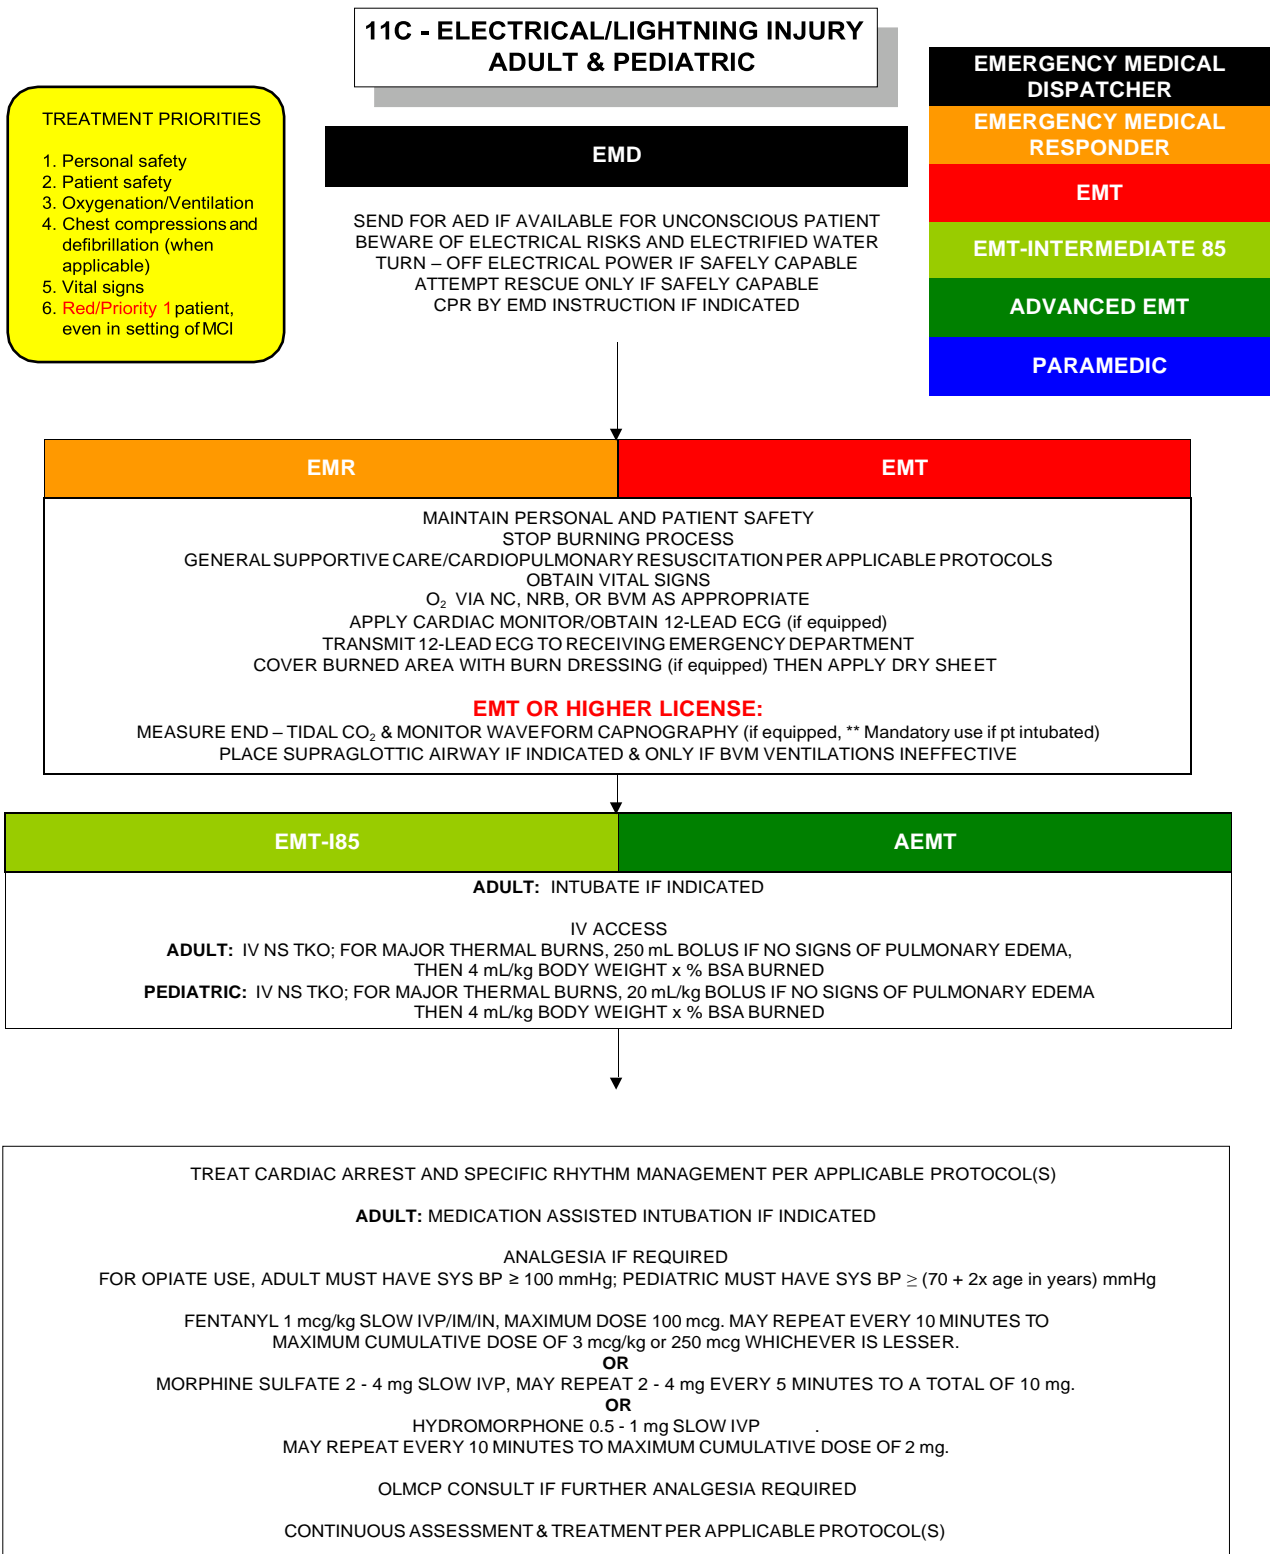 11C - ELECTRICAL/LIGHTNING INJURY
ADULT & PEDIATRIC
TREATMENT PRIORITIES
1. Personal safety
2. Patient safety
3. Oxygenation/Ventilation
4. Chest compressions and
defibrillation (when
applicable)
5. Vital signs
6. Red/Priority 1 patient,
even in setting of MCI
EMERGENCY MEDICAL
DISPATCHER
EMERGENCY MEDICAL
RESPONDER
EMT
EMT-INTERMEDIATE 85
ADVANCED EMT
PARAMEDIC
EMD
SEND FOR AED IF AVAILABLE FOR UNCONSCIOUS PATIENT
BEWARE OF ELECTRICAL RISKS AND ELECTRIFIED WATER
TURN – OFF ELECTRICAL POWER IF SAFELY CAPABLE
ATTEMPT RESCUE ONLY IF SAFELY CAPABLE
CPR BY EMD INSTRUCTION IF INDICATED
EMR
EMT
MAINTAIN PERSONAL AND PATIENT SAFETY
STOP BURNING PROCESS
GENERAL SUPPORTIVE CARE/CARDIOPULMONARY RESUSCITATION PER APPLICABLE PROTOCOLS
OBTAIN VITAL SIGNS
O₂ VIA NC, NRB, OR BVM AS APPROPRIATE
APPLY CARDIAC MONITOR/OBTAIN 12-LEAD ECG (if equipped)
TRANSMIT 12-LEAD ECG TO RECEIVING EMERGENCY DEPARTMENT
COVER BURNED AREA WITH BURN DRESSING (if equipped) THEN APPLY DRY SHEET
EMT OR HIGHER LICENSE:
MEASURE END – TIDAL CO₂ & MONITOR WAVEFORM CAPNOGRAPHY (if equipped, ** Mandatory use if pt intubated)
PLACE SUPRAGLOTTIC AIRWAY IF INDICATED & ONLY IF BVM VENTILATIONS INEFFECTIVE
EMT-I85
AEMT
ADULT: INTUBATE IF INDICATED
IV ACCESS
ADULT: IV NS TKO; FOR MAJOR THERMAL BURNS, 250 mL BOLUS IF NO SIGNS OF PULMONARY EDEMA,
THEN 4 mL/kg BODY WEIGHT x % BSA BURNED
PEDIATRIC: IV NS TKO; FOR MAJOR THERMAL BURNS, 20 mL/kg BOLUS IF NO SIGNS OF PULMONARY EDEMA
THEN 4 mL/kg BODY WEIGHT x % BSA BURNED
TREAT CARDIAC ARREST AND SPECIFIC RHYTHM MANAGEMENT PER APPLICABLE PROTOCOL(S)
ADULT: MEDICATION ASSISTED INTUBATION IF INDICATED
ANALGESIA IF REQUIRED
FOR OPIATE USE, ADULT MUST HAVE SYS BP ≥ 100 mmHg; PEDIATRIC MUST HAVE SYS BP ≥ (70 + 2x age in years) mmHg
FENTANYL 1 mcg/kg SLOW IVP/IM/IN, MAXIMUM DOSE 100 mcg. MAY REPEAT EVERY 10 MINUTES TO
MAXIMUM CUMULATIVE DOSE OF 3 mcg/kg or 250 mcg WHICHEVER IS LESSER.
OR
MORPHINE SULFATE 2 - 4 mg SLOW IVP, MAY REPEAT 2 - 4 mg EVERY 5 MINUTES TO A TOTAL OF 10 mg.
OR
HYDROMORPHONE 0.5 - 1 mg SLOW IVP .
MAY REPEAT EVERY 10 MINUTES TO MAXIMUM CUMULATIVE DOSE OF 2 mg.
OLMCP CONSULT IF FURTHER ANALGESIA REQUIRED
CONTINUOUS ASSESSMENT & TREATMENT PER APPLICABLE PROTOCOL(S)